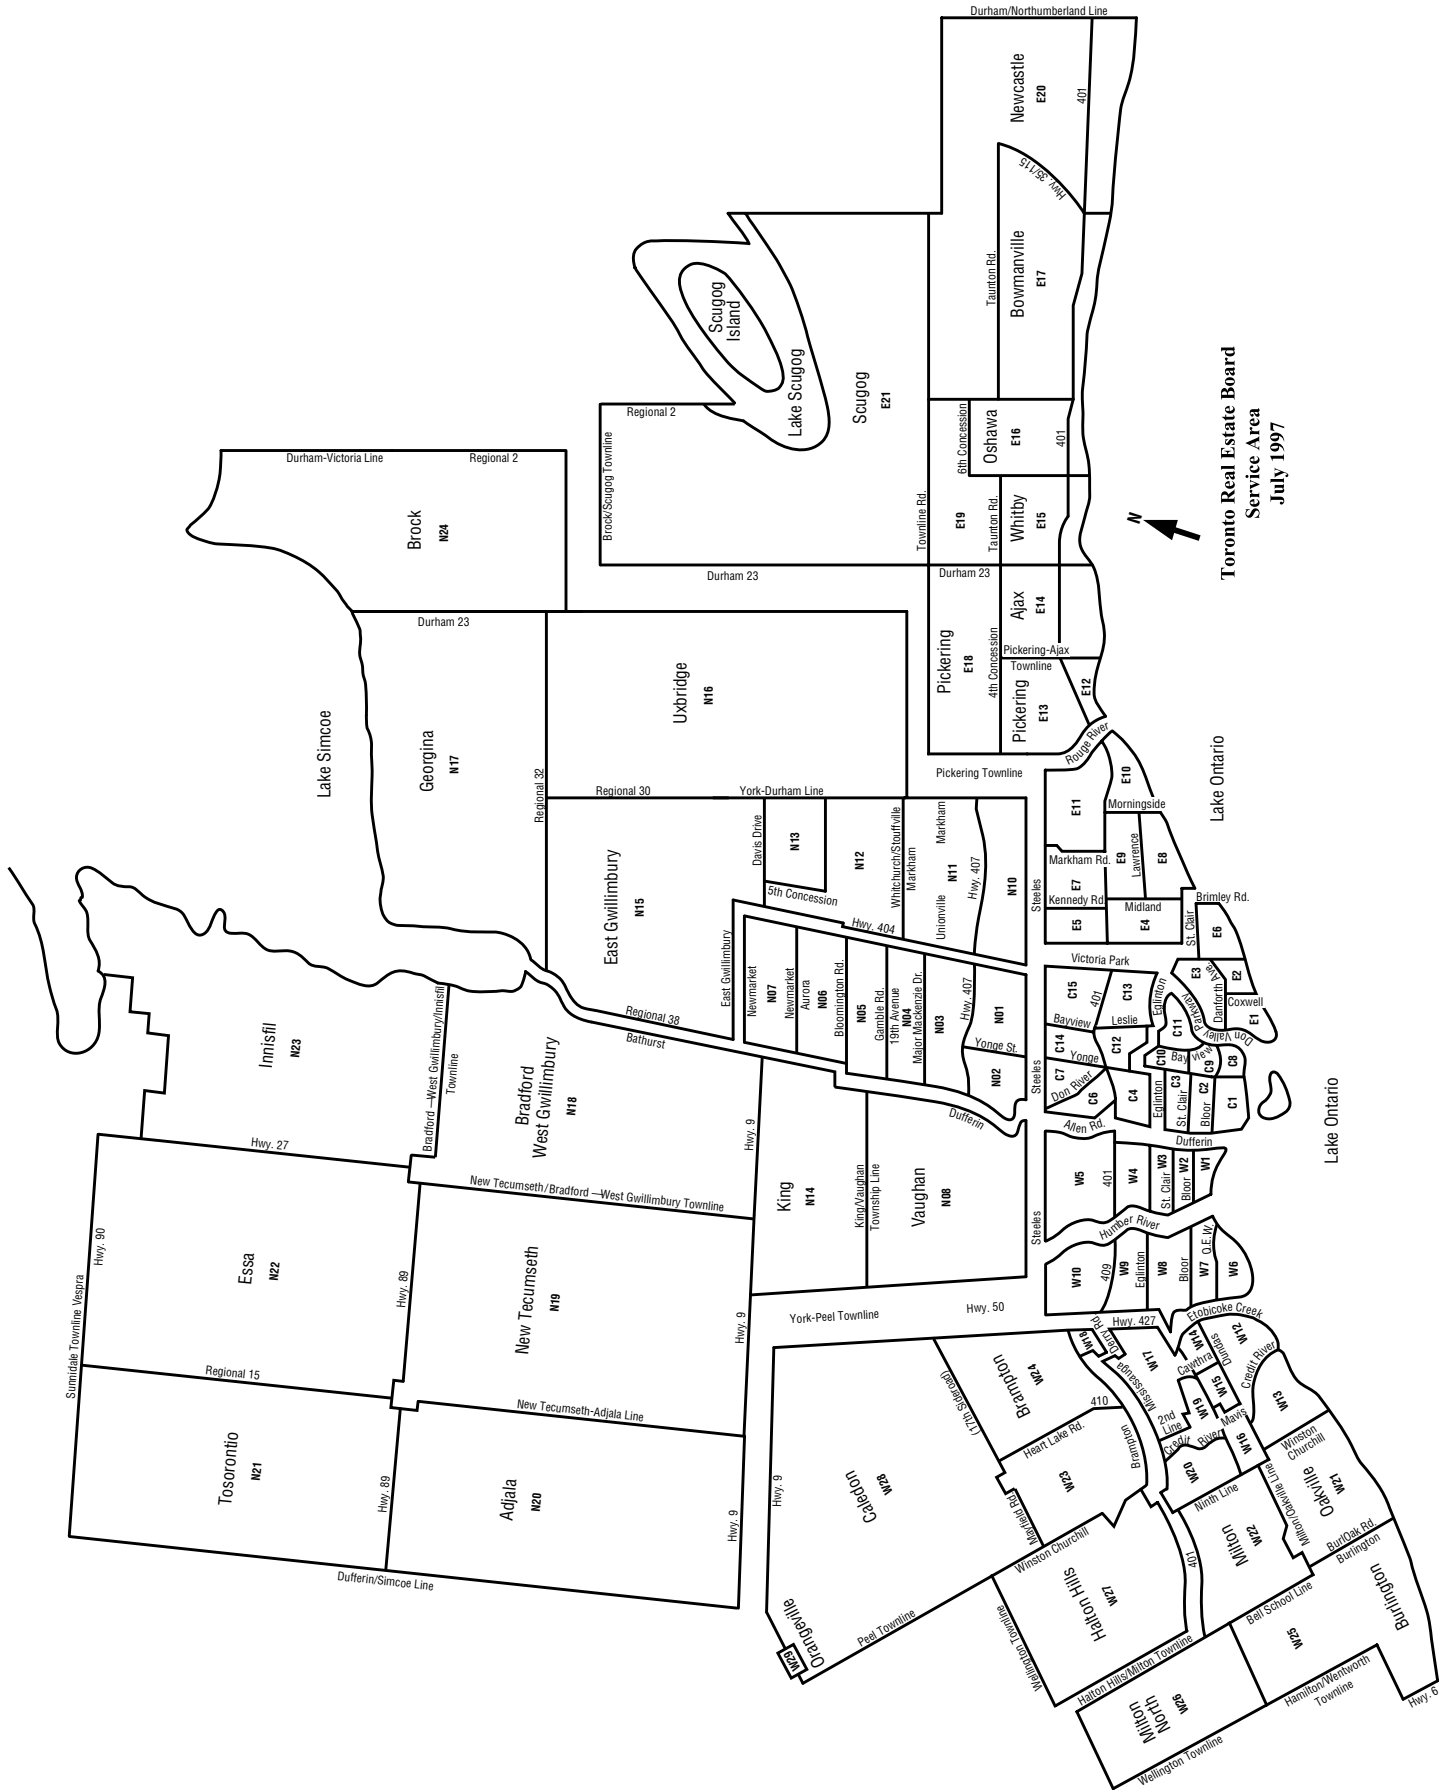 Durham/Northumberland Line
Newcastle
E20
401
Hwy. 35/115
Taunton Rd.
Bowmanville
E17
Scugog
Island
Lake Scugog
Scugog
E21
Regional 2
Brock/Scugog Townline
6th Concession
Oshawa
E16
401
Townline Rd.
E19
Taunton Rd.
Whitby
E15
Durham 23
Durham 23
Ajax
E14
Pickering-Ajax
Townline
Pickering
E18
4th Concession
Pickering
E13
E12
Rouge River
Pickering Townline
N
Toronto Real Estate Board
Service Area
July 1997
Durham-Victoria Line
Regional 2
Brock
N24
Durham 23
Georgina
N17
Lake Simcoe
Regional 32
Uxbridge
N16
Regional 30
York-Durham Line
East Gwillimbury
N15
Davis Drive
N13
5th Concession
N12
Whitchurch/Stouffville
Markham
Markham
Unionville
N11
Hwy. 407
N10
Hwy. 404
East Gwillimbury
Newmarket
N07
Newmarket
Aurora
N06
Bloomington Rd.
N05
Gamble Rd.
19th Avenue
N04
Major Mackenzie Dr.
N03
Hwy. 407
N01
Yonge St.
N02
Regional 38
Bathurst
Dufferin
Innisfil
N23
Bradford —West Gwillimbury/Innisfil
Townline
Bradford
West Gwillimbury
N18
Hwy. 27
Hwy. 9
New Tecumseth/Bradford —West Gwillimbury Townline
King
N14
King/Vaughan
Township Line
Vaughan
N08
Hwy. 90
Sunnidale Townline Vespra
Essa
N22
Hwy. 89
New Tecumseth
N19
Hwy. 9
York-Peel Townline
Hwy. 50
Regional 15
New Tecumseth-Adjala Line
Tosorontio
N21
Hwy. 89
Adjala
N20
Hwy. 9
Dufferin/Simcoe Line
Steeles
E11
E10
Morningside
Markham Rd.
E9
Lawrence
E8
E7
Kennedy Rd.
Midland
E5
E4
St. Clair
Brimley Rd.
E6
Victoria Park
Lake Ontario
C15
401
C13
Eglinton
E3
Danforth
Ave.
E2
Coxwell
E1
Don Valley
Parkway
Bayview
Leslie
C11
C14
Yonge
C12
C10
Bay
view
C9
C8
Steeles
C7
Don River
C6
C4
Eglinton
C3
St. Clair
C2
Bloor
C1
Allen Rd.
Dufferin
Lake Ontario
W5
401
W4
W3
St. Clair
W2
Bloor
W1
Humber River
Steeles
W10
409
W9
Eglinton
W8
Bloor
W7
Q.E.W.
W6
Hwy. 427
Etobicoke Creek
Derry Rd.
W18
W17
Mississauga
W14
Cawthra
Dundas
W12
W15
Credit River
W13
W19
2nd
Line
Mavis
Credit
River
W16
W20
Winston
Churchill
Brampton
W24
(17th Sideroad)
410
Brampton
Heart Lake Rd.
W23
Mayfield Rd.
Hwy. 9
Caledon
W28
Winston Churchill
Orangeville
W29
Peel Townline
Wellington Townline
Halton Hills
W27
401
Halton Hills/Milton Townline
Ninth Line
Milton
W22
Milton/Oakville Line
Oakville
W21
BurlOak Rd.
Burlington
Bell School Line
Burlington
W25
Milton
North
W26
Wellington Townline
Hamilton/Wentworth
Townline
Hwy. 6